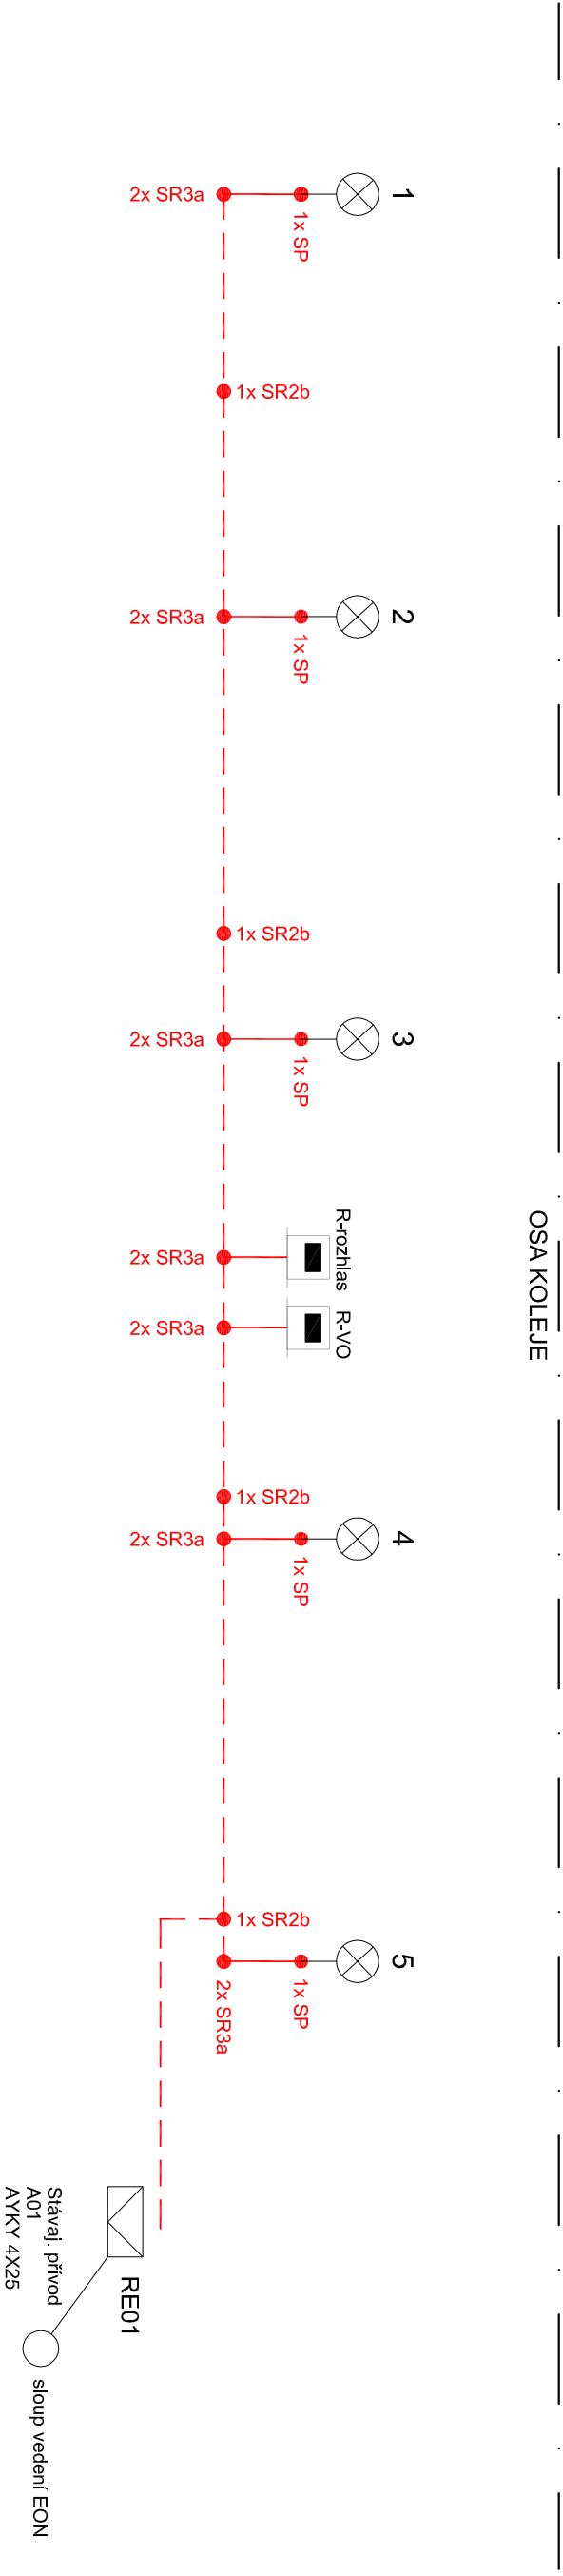 1
2x SR3a
1x SP
1x SR2b
2
2x SR3a
1x SP
1x SR2b
3
2x SR3a
1x SP
OSA KOLEJE
R-rozhlas
2x SR3a
R-VO
2x SR3a
1x SR2b
4
2x SR3a
1x SP
1x SR2b
5
2x SR3a
1x SP
RE01
Stávaj. přívod
A01
AYKY 4X25
sloup vedení EON